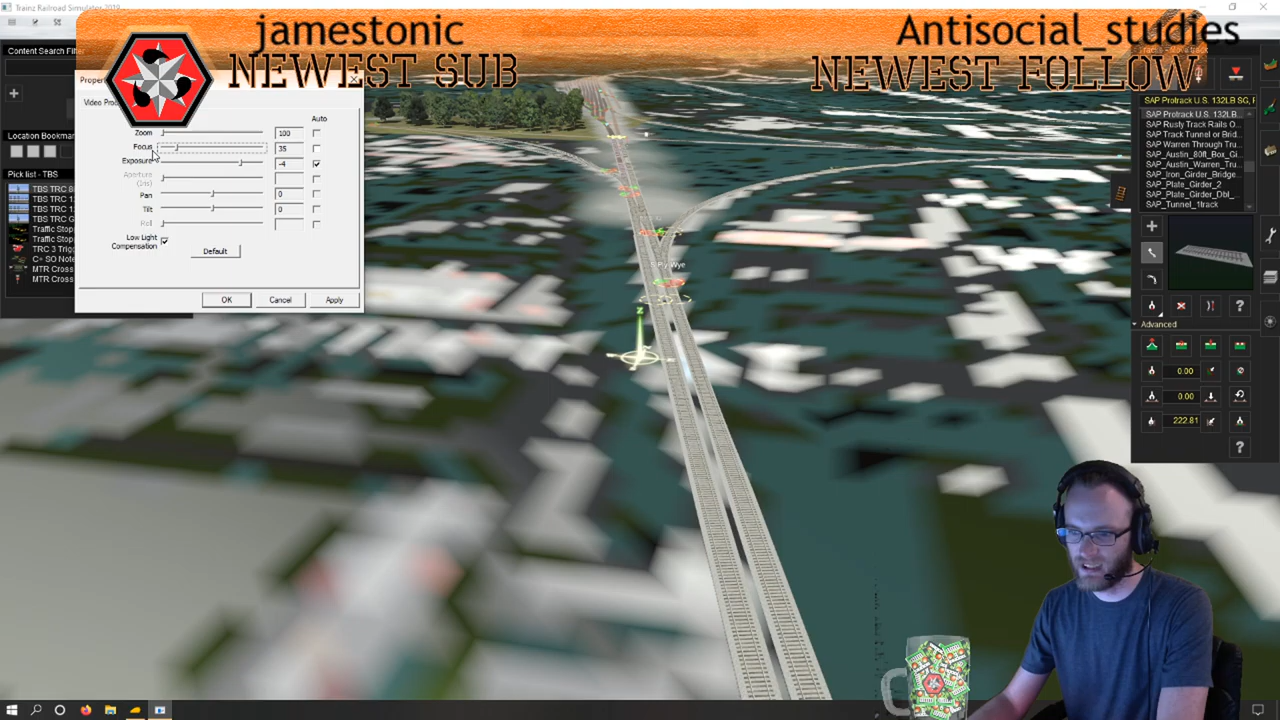 Trainz Railroad Simulator 2019
jamestonic
NEWEST SUB
Antisocial_studies
NEWEST FOLLOW
Content Search Filter
Location Bookmar
Pick list - TBS
TBS TRC 8
TBS TRC 1
TBS TRC 1
TBS TRC G
Traffic Stop
Traffic Stop
TRC 3 Trigg
C+ SO Note
MTR Cross
MTR Cross
Prope
Video Pro
Auto
Zoom 100
Focus 35
Exposure -4
Aperture
(Iris)
Pan 0
Tilt 0
Roll
Low Light
Compensation
Default
OK
Cancel
Apply
Wye
Z
SAP Protrack U.S. 132LB SG, F
SAP Protrack U.S. 132LB...
SAP Rusty Track Rails O...
SAP Track Tunnel or Brid...
SAP Warren Through Tru...
SAP_Austin_80ft_Box_Gi...
SAP_Austin_Warren_Tru...
SAP_Iron_Girder_Bridge...
SAP_Plate_Girder_2
SAP_Plate_Girder_Dbl_...
SAP_Tunnel_1track
?
Advanced
0.00
0.00
222.81
?